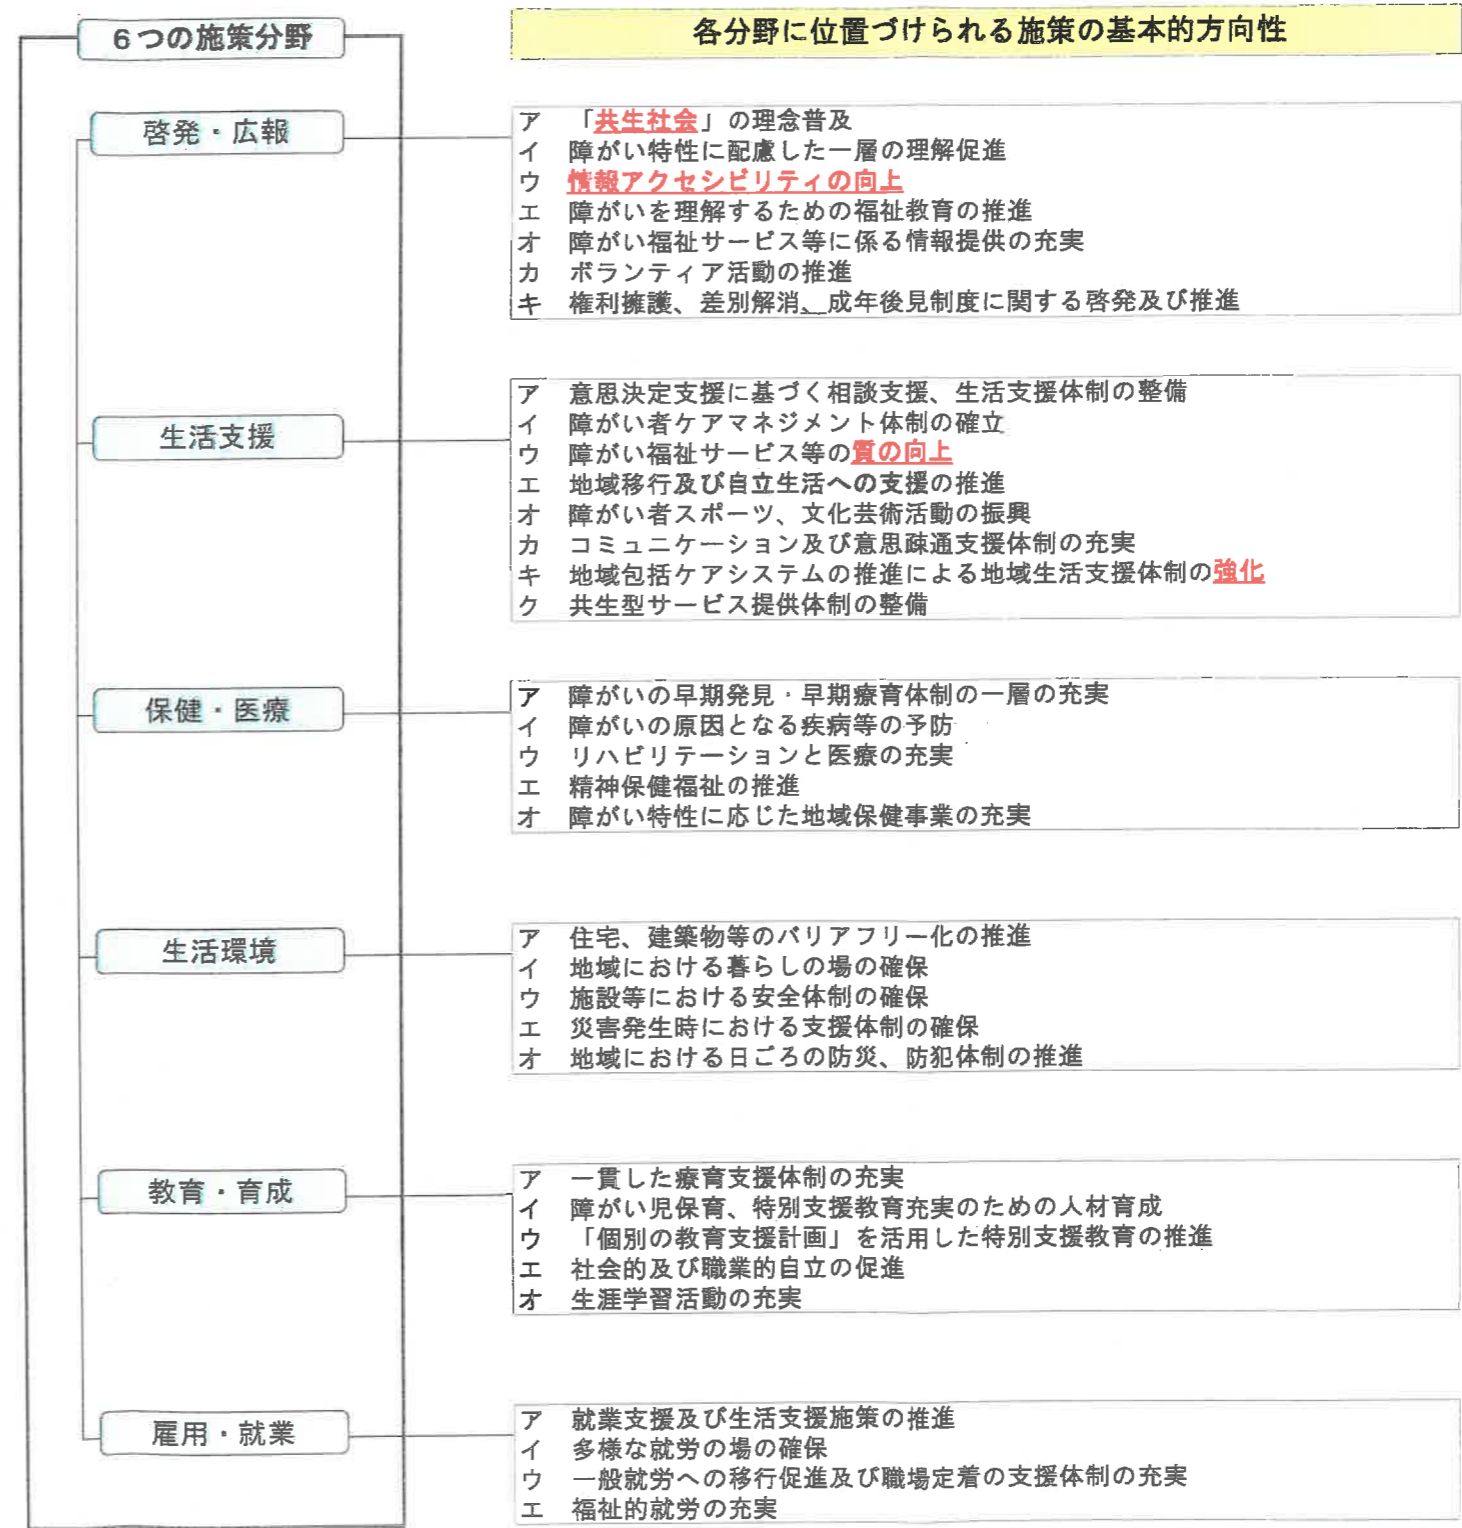 6つの施策分野
各分野に位置づけられる施策の基本的方向性
啓発・広報
ア 「共生社会」の理念普及
イ 障がい特性に配慮した一層の理解促進
ウ 情報アクセシビリティの向上
エ 障がいを理解するための福祉教育の推進
オ 障がい福祉サービス等に係る情報提供の充実
カ ボランティア活動の推進
キ 権利擁護、差別解消、成年後見制度に関する啓発及び推進
生活支援
ア 意思決定支援に基づく相談支援、生活支援体制の整備
イ 障がい者ケアマネジメント体制の確立
ウ 障がい福祉サービス等の質の向上
エ 地域移行及び自立生活への支援の推進
オ 障がい者スポーツ、文化芸術活動の振興
カ コミュニケーション及び意思疎通支援体制の充実
キ 地域包括ケアシステムの推進による地域生活支援体制の強化
ク 共生型サービス提供体制の整備
保健・医療
ア 障がいの早期発見・早期療育体制の一層の充実
イ 障がいの原因となる疾病等の予防
ウ リハビリテーションと医療の充実
エ 精神保健福祉の推進
オ 障がい特性に応じた地域保健事業の充実
生活環境
ア 住宅、建築物等のバリアフリー化の推進
イ 地域における暮らしの場の確保
ウ 施設等における安全体制の確保
エ 災害発生時における支援体制の確保
オ 地域における日ごろの防災、防犯体制の推進
教育・育成
ア 一貫した療育支援体制の充実
イ 障がい児保育、特別支援教育充実のための人材育成
ウ 「個別の教育支援計画」を活用した特別支援教育の推進
エ 社会的及び職業的自立の促進
オ 生涯学習活動の充実
雇用・就業
ア 就業支援及び生活支援施策の推進
イ 多様な就労の場の確保
ウ 一般就労への移行促進及び職場定着の支援体制の充実
エ 福祉的就労の充実